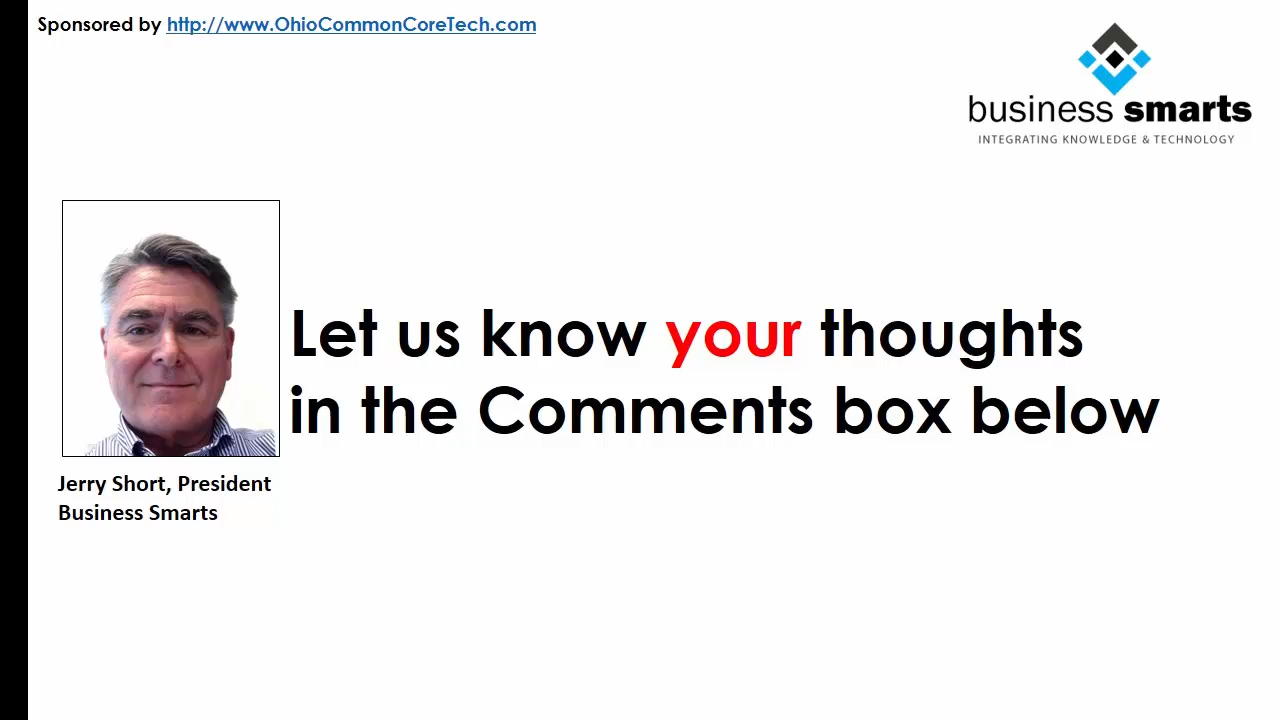 Sponsored by http://www.OhioCommonCoreTech.com
business smarts
INTEGRATING KNOWLEDGE & TECHNOLOGY
Let us know your thoughts
in the Comments box below
Jerry Short, President
Business Smarts